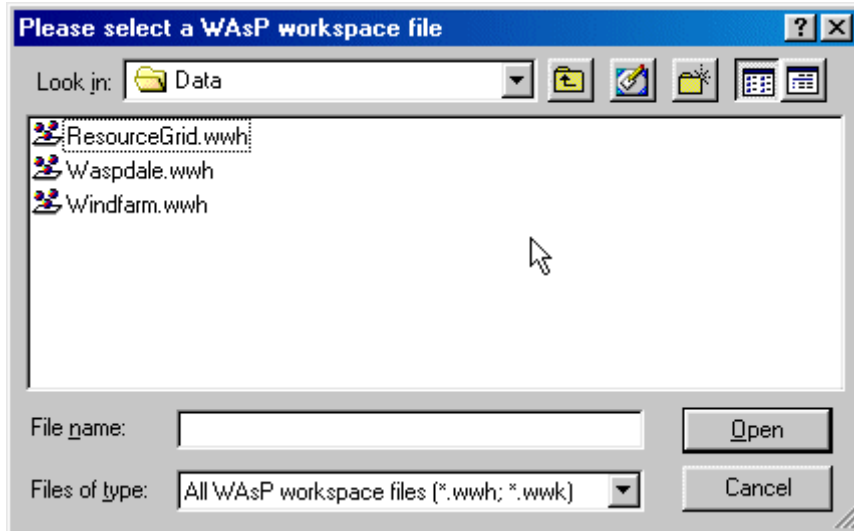 Please select a WAsP workspace file
Look in: Data
ResourceGrid.wwh
Waspdale.wwh
Windfarm.wwh
File name: Open
Files of type: All WAsP workspace files (*.wwh; *.wwk) Cancel